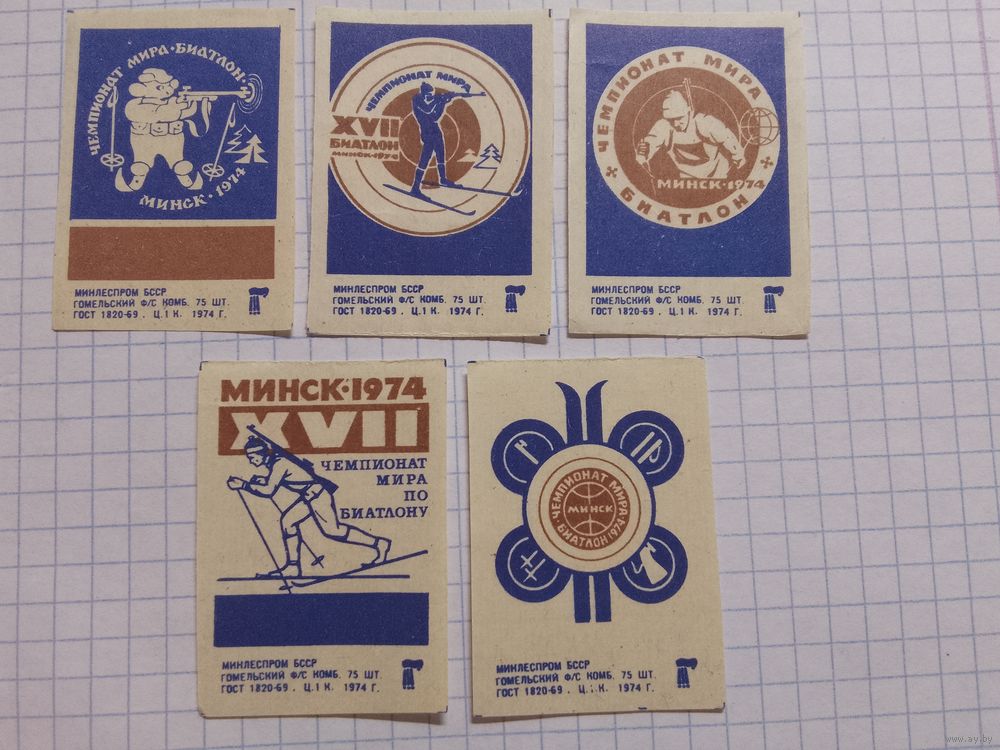 ЧЕМПИОНАТ МИРА·БИАТЛОН·
МИНСК·1974
МИНЛЕСПРОМ БССР
ГОМЕЛЬСКИЙ Ф/С КОМБ. 75 ШТ.
ГОСТ 1820-69. Ц.1 К. 1974 Г.
ЧЕМПИОНАТ МИРА
XVII
БИАТЛОН
МИНСК-1974
МИНЛЕСПРОМ БССР
ГОМЕЛЬСКИЙ Ф/С КОМБ. 75 ШТ.
ГОСТ 1820-69. Ц.1 К. 1974 Г.
ЧЕМПИОНАТ МИРА
МИНСК·1974
БИАТЛОН
МИНЛЕСПРОМ БССР
ГОМЕЛЬСКИЙ Ф/С КОМБ. 75 ШТ.
ГОСТ 1820-69. Ц.1 К. 1974 Г.
МИНСК·1974
XVII
ЧЕМПИОНАТ
МИРА
ПО
БИАТЛОНУ
МИНЛЕСПРОМ БССР
ГОМЕЛЬСКИЙ Ф/С КОМБ. 75 ШТ.
ГОСТ 1820-69. Ц.1 К. 1974 Г.
ЧЕМПИОНАТ МИРА
МИНСК
БИАТЛОН 1974
МИНЛЕСПРОМ БССР
ГОМЕЛЬСКИЙ Ф/С КОМБ. 75 ШТ.
ГОСТ 1820-69. Ц.1 К. 1974 Г.
www.ay.by